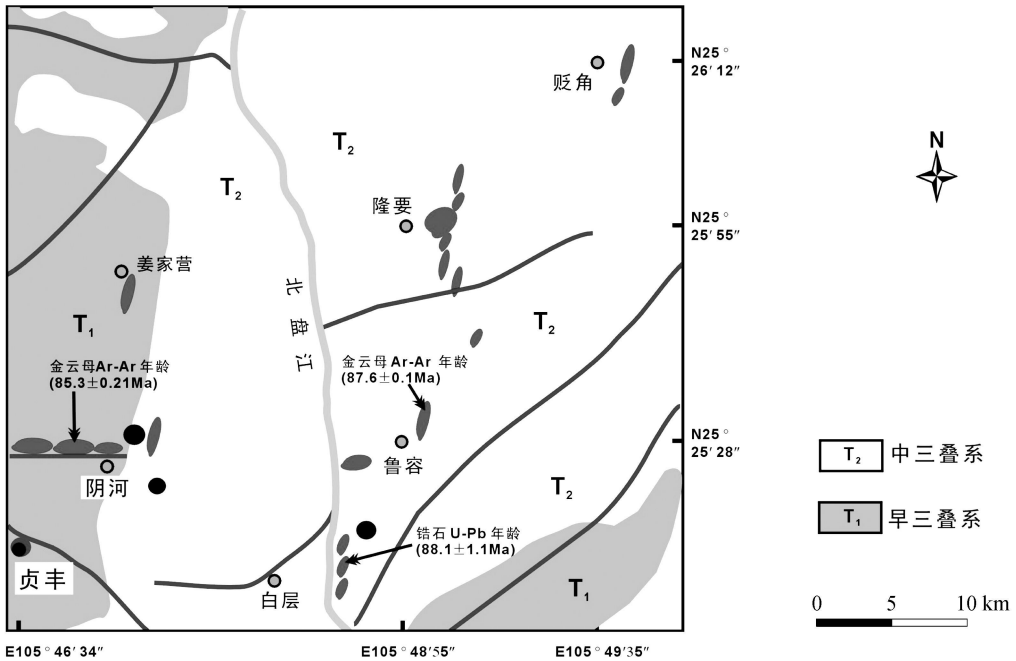 N25°
26′12″
贬角
T2
T2
隆要
N25°
25′55″
N
姜家营
北盘江
T1
T2
金云母Ar-Ar 年龄
(85.3±0.21Ma)
金云母Ar-Ar 年龄
(87.6±0.1Ma)
N25°
25′28″
鲁容
阴河
T2
T2 中三叠系
锆石 U-Pb 年龄
(88.1±1.1Ma)
T1 早三叠系
贞丰
白层
T1
0 5 10 km
E105°46′34″ E105°48′55″ E105°49′35″